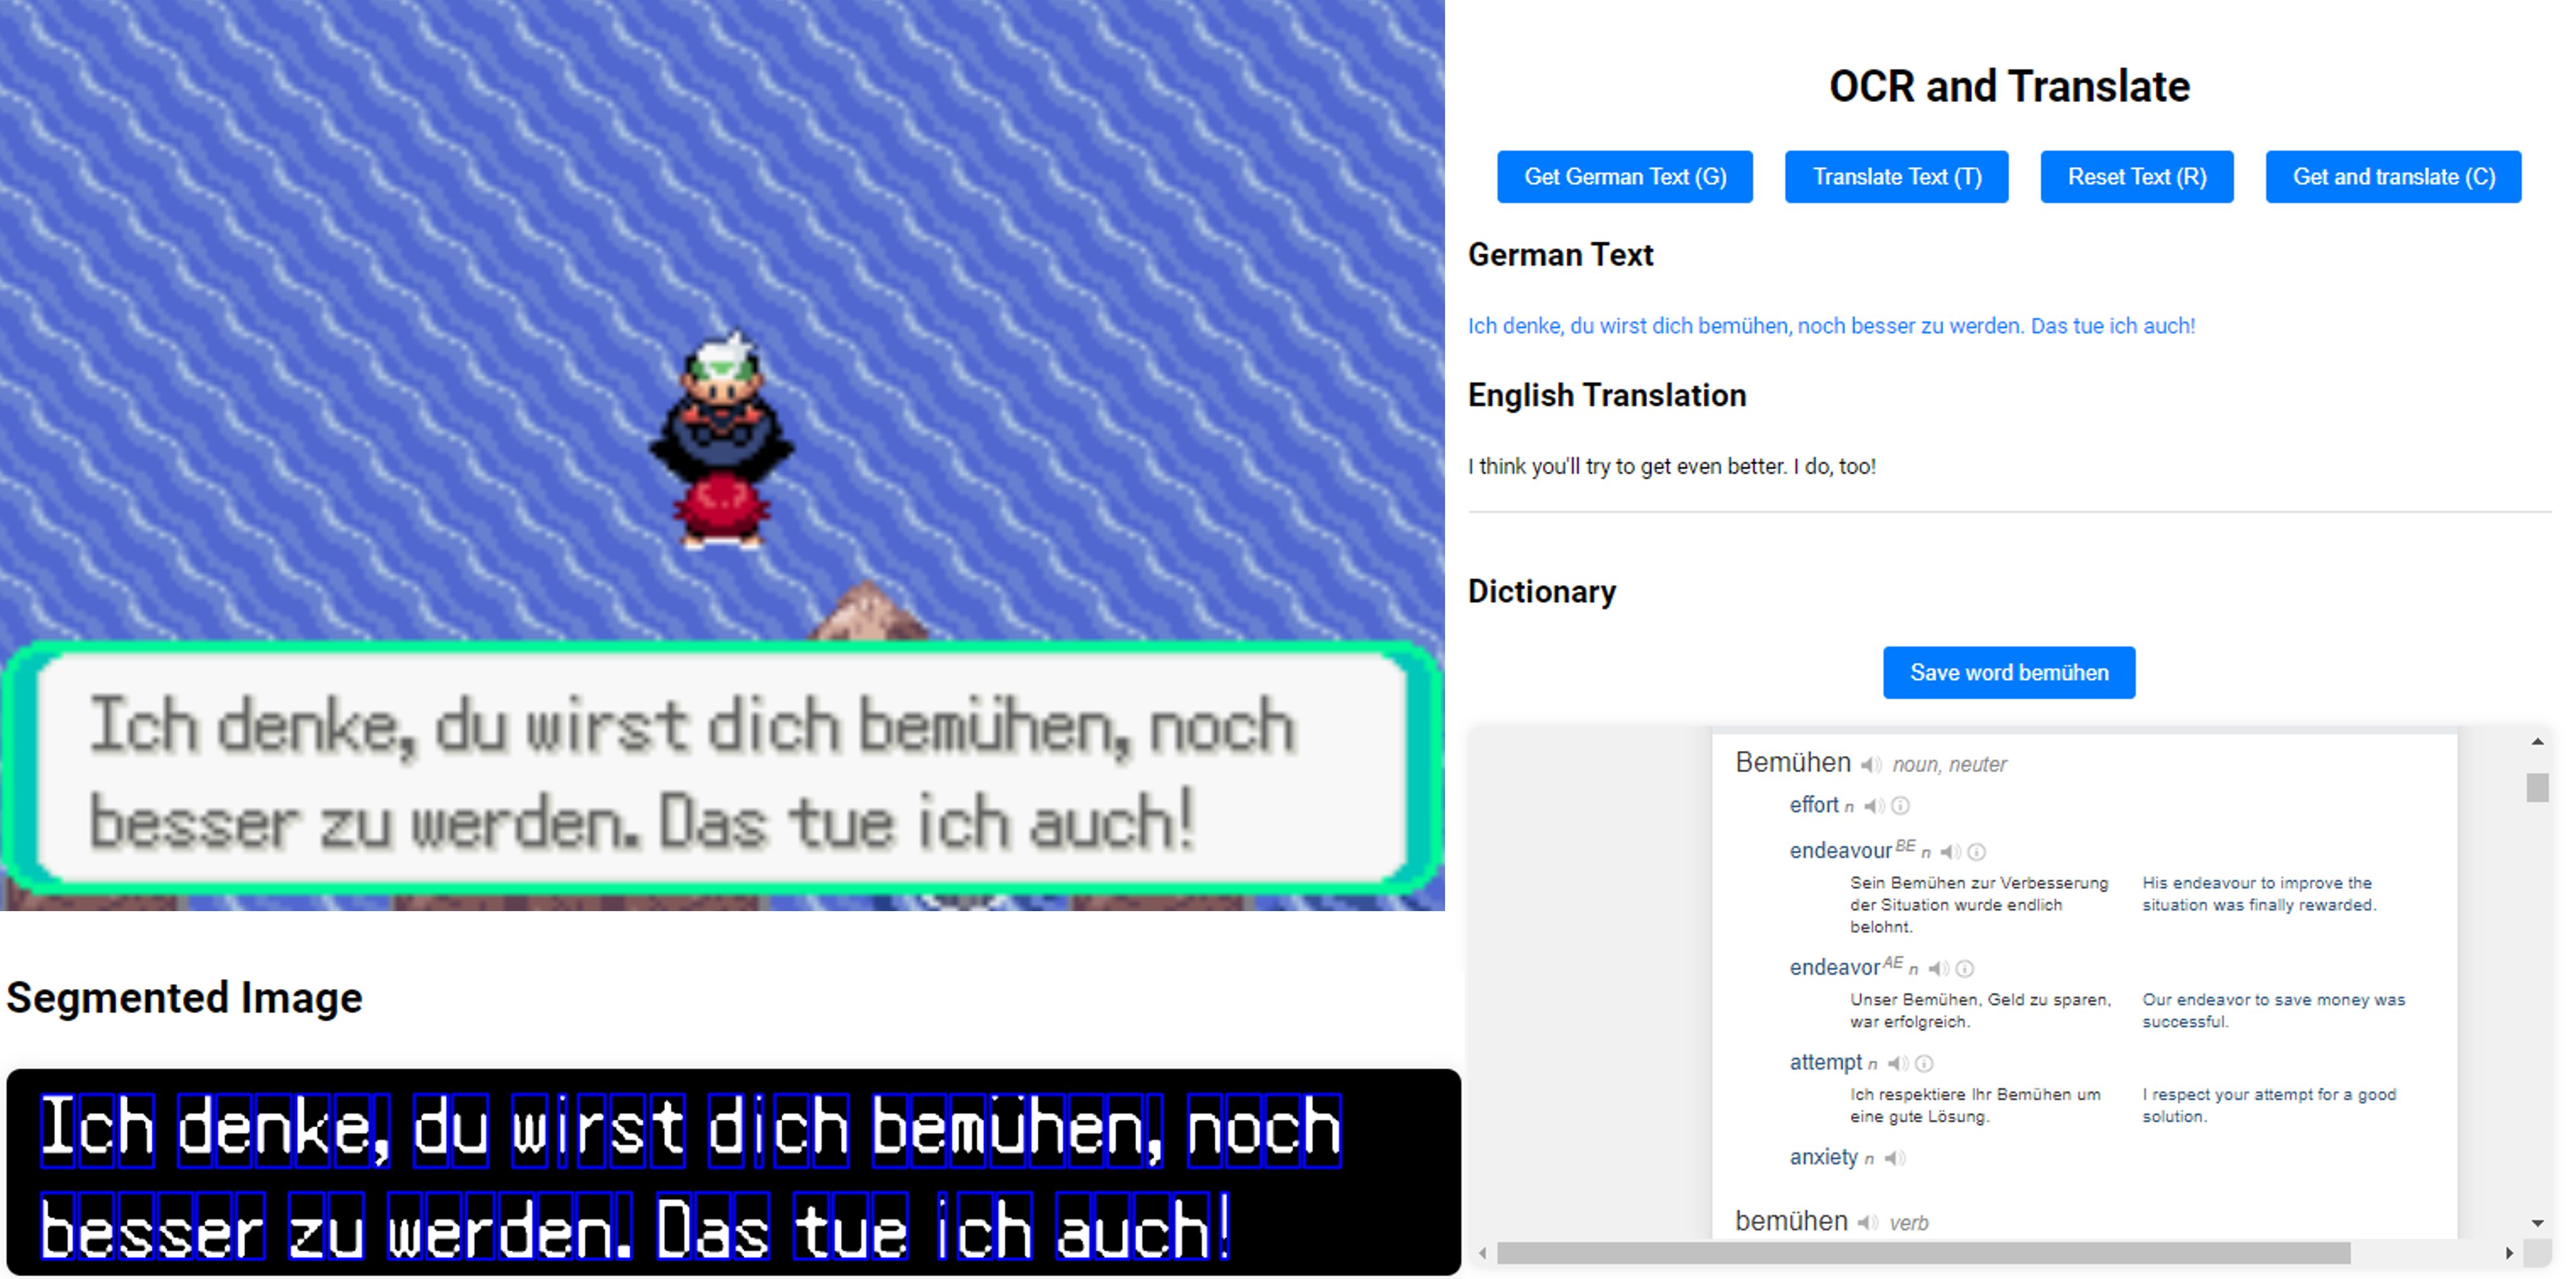 Ich denke, du wirst dich bemühen, noch
besser zu werden. Das tue ich auch!
Segmented Image
Ich denke, du wirst dich bemühen, noch
besser zu werden. Das tue ich auch!
OCR and Translate
Get German Text (G) Translate Text (T) Reset Text (R) Get and translate (C)
German Text
Ich denke, du wirst dich bemühen, noch besser zu werden. Das tue ich auch!
English Translation
I think you'll try to get even better. I do, too!
Dictionary
Save word bemühen
Bemühen noun, neuter
effort n
endeavour BE n
Sein Bemühen zur Verbesserung His endeavour to improve the
der Situation wurde endlich situation was finally rewarded.
belohnt.
endeavor AE n
Unser Bemühen, Geld zu sparen, Our endeavor to save money was
war erfolgreich. successful.
attempt n
Ich respektiere Ihr Bemühen um I respect your attempt for a good
eine gute Lösung. solution.
anxiety n
bemühen verb